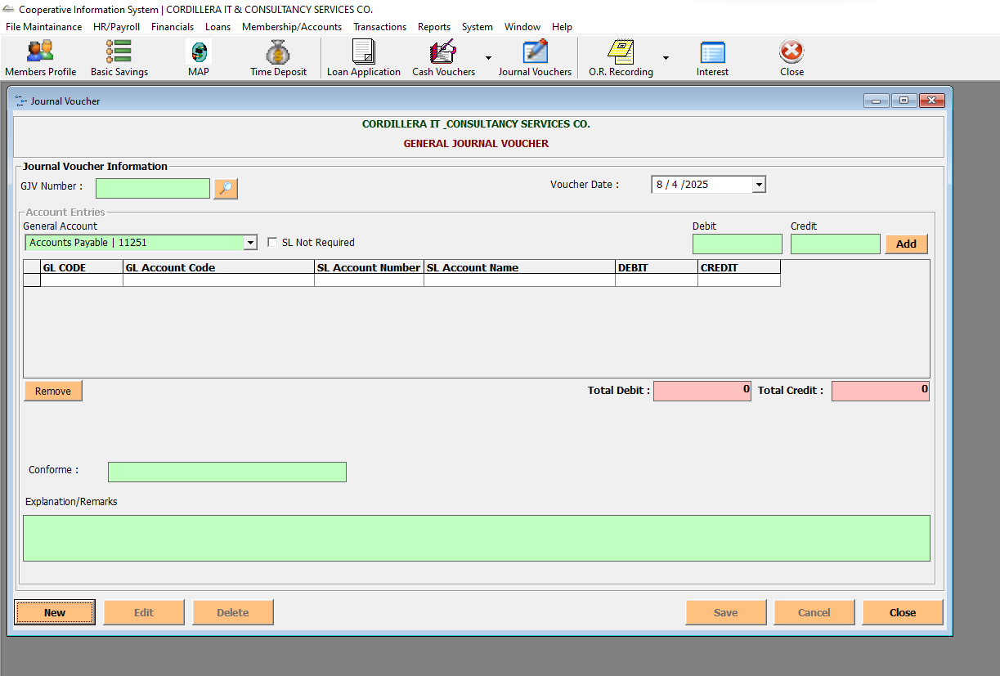 Cooperative Information System | CORDILLERA IT & CONSULTANCY SERVICES CO.
File Maintainance HR/Payroll Financials Loans Membership/Accounts Transactions Reports System Window Help
Members Profile Basic Savings MAP Time Deposit Loan Application Cash Vouchers Journal Vouchers O.R. Recording Interest Close
Journal Voucher
CORDILLERA IT _CONSULTANCY SERVICES CO.
GENERAL JOURNAL VOUCHER
Journal Voucher Information
GJV Number : Voucher Date : 8 / 4 /2025
Account Entries
General Account Debit Credit
Accounts Payable | 11251 SL Not Required Add
GL CODE GL Account Code SL Account Number SL Account Name DEBIT CREDIT
Remove Total Debit : 0 Total Credit : 0
Conforme :
Explanation/Remarks
New Edit Delete Save Cancel Close